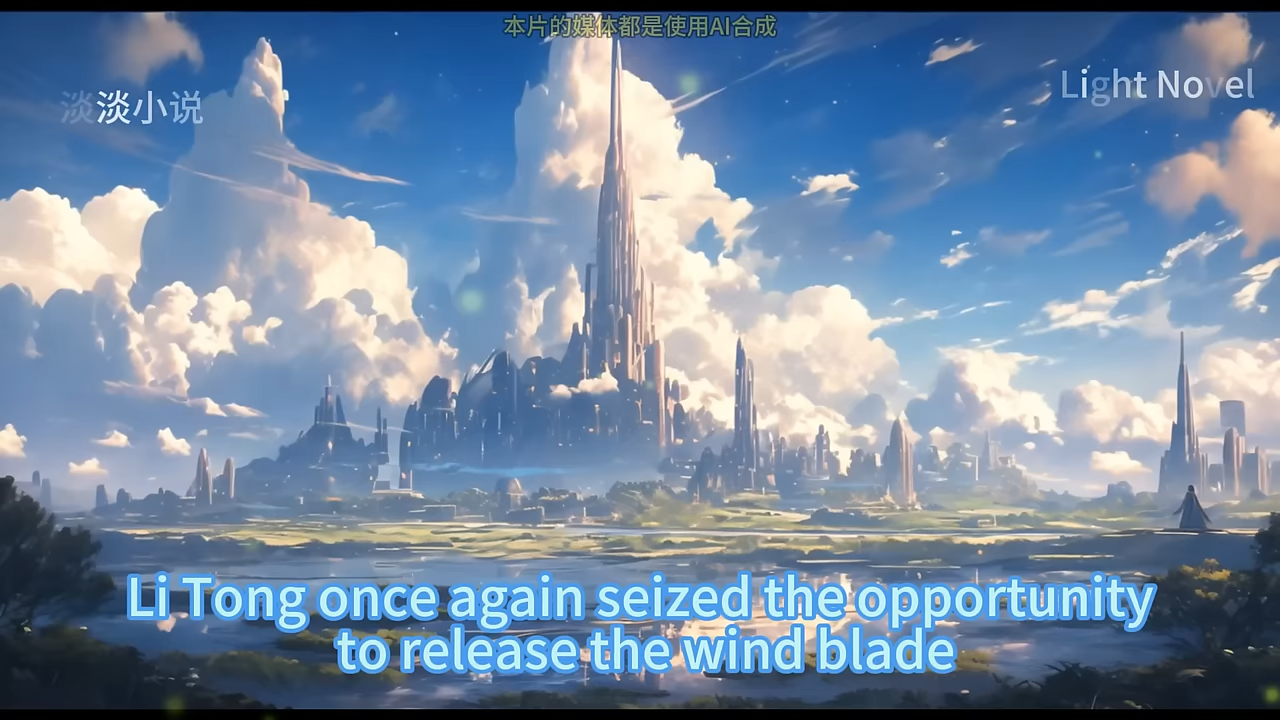 本片的媒体都是使用AI合成
淡淡小说
Light Novel
Li Tong once again seized the opportunity
to release the wind blade